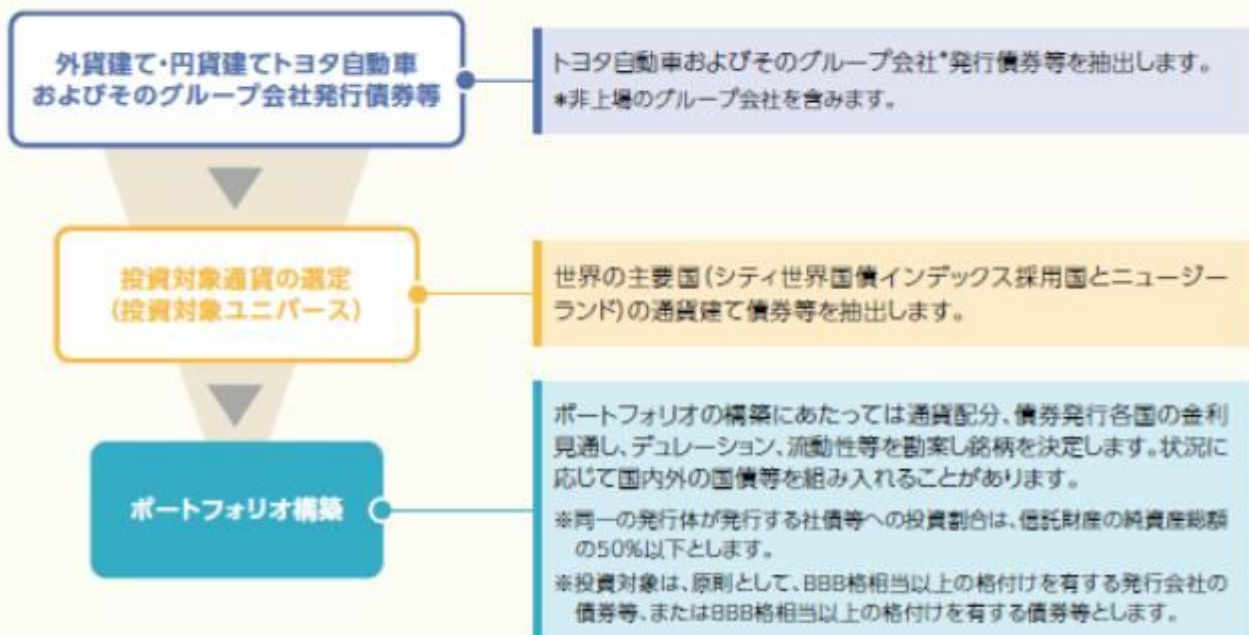 外貨建て・円貨建てトヨタ自動車
およびそのグループ会社発行債券等
トヨタ自動車およびそのグループ会社*発行債券等を抽出します。
*非上場のグループ会社を含みます。
投資対象通貨の選定
(投資対象ユニバース)
世界の主要国(シティ世界国債インデックス採用国とニュージー
ランド)の通貨建て債券等を抽出します。
ポートフォリオ構築
ポートフォリオの構築にあたっては通貨配分、債券発行各国の金利
見通し、デュレーション、流動性等を勘案し銘柄を決定します。状況に
応じて国内外の国債等を組み入れることがあります。
※同一の発行体が発行する社債等への投資割合は、信託財産の純資産総額
の50%以下とします。
※投資対象は、原則として、BBB格相当以上の格付けを有する発行会社の
債券等、またはBBB格相当以上の格付けを有する債券等とします。